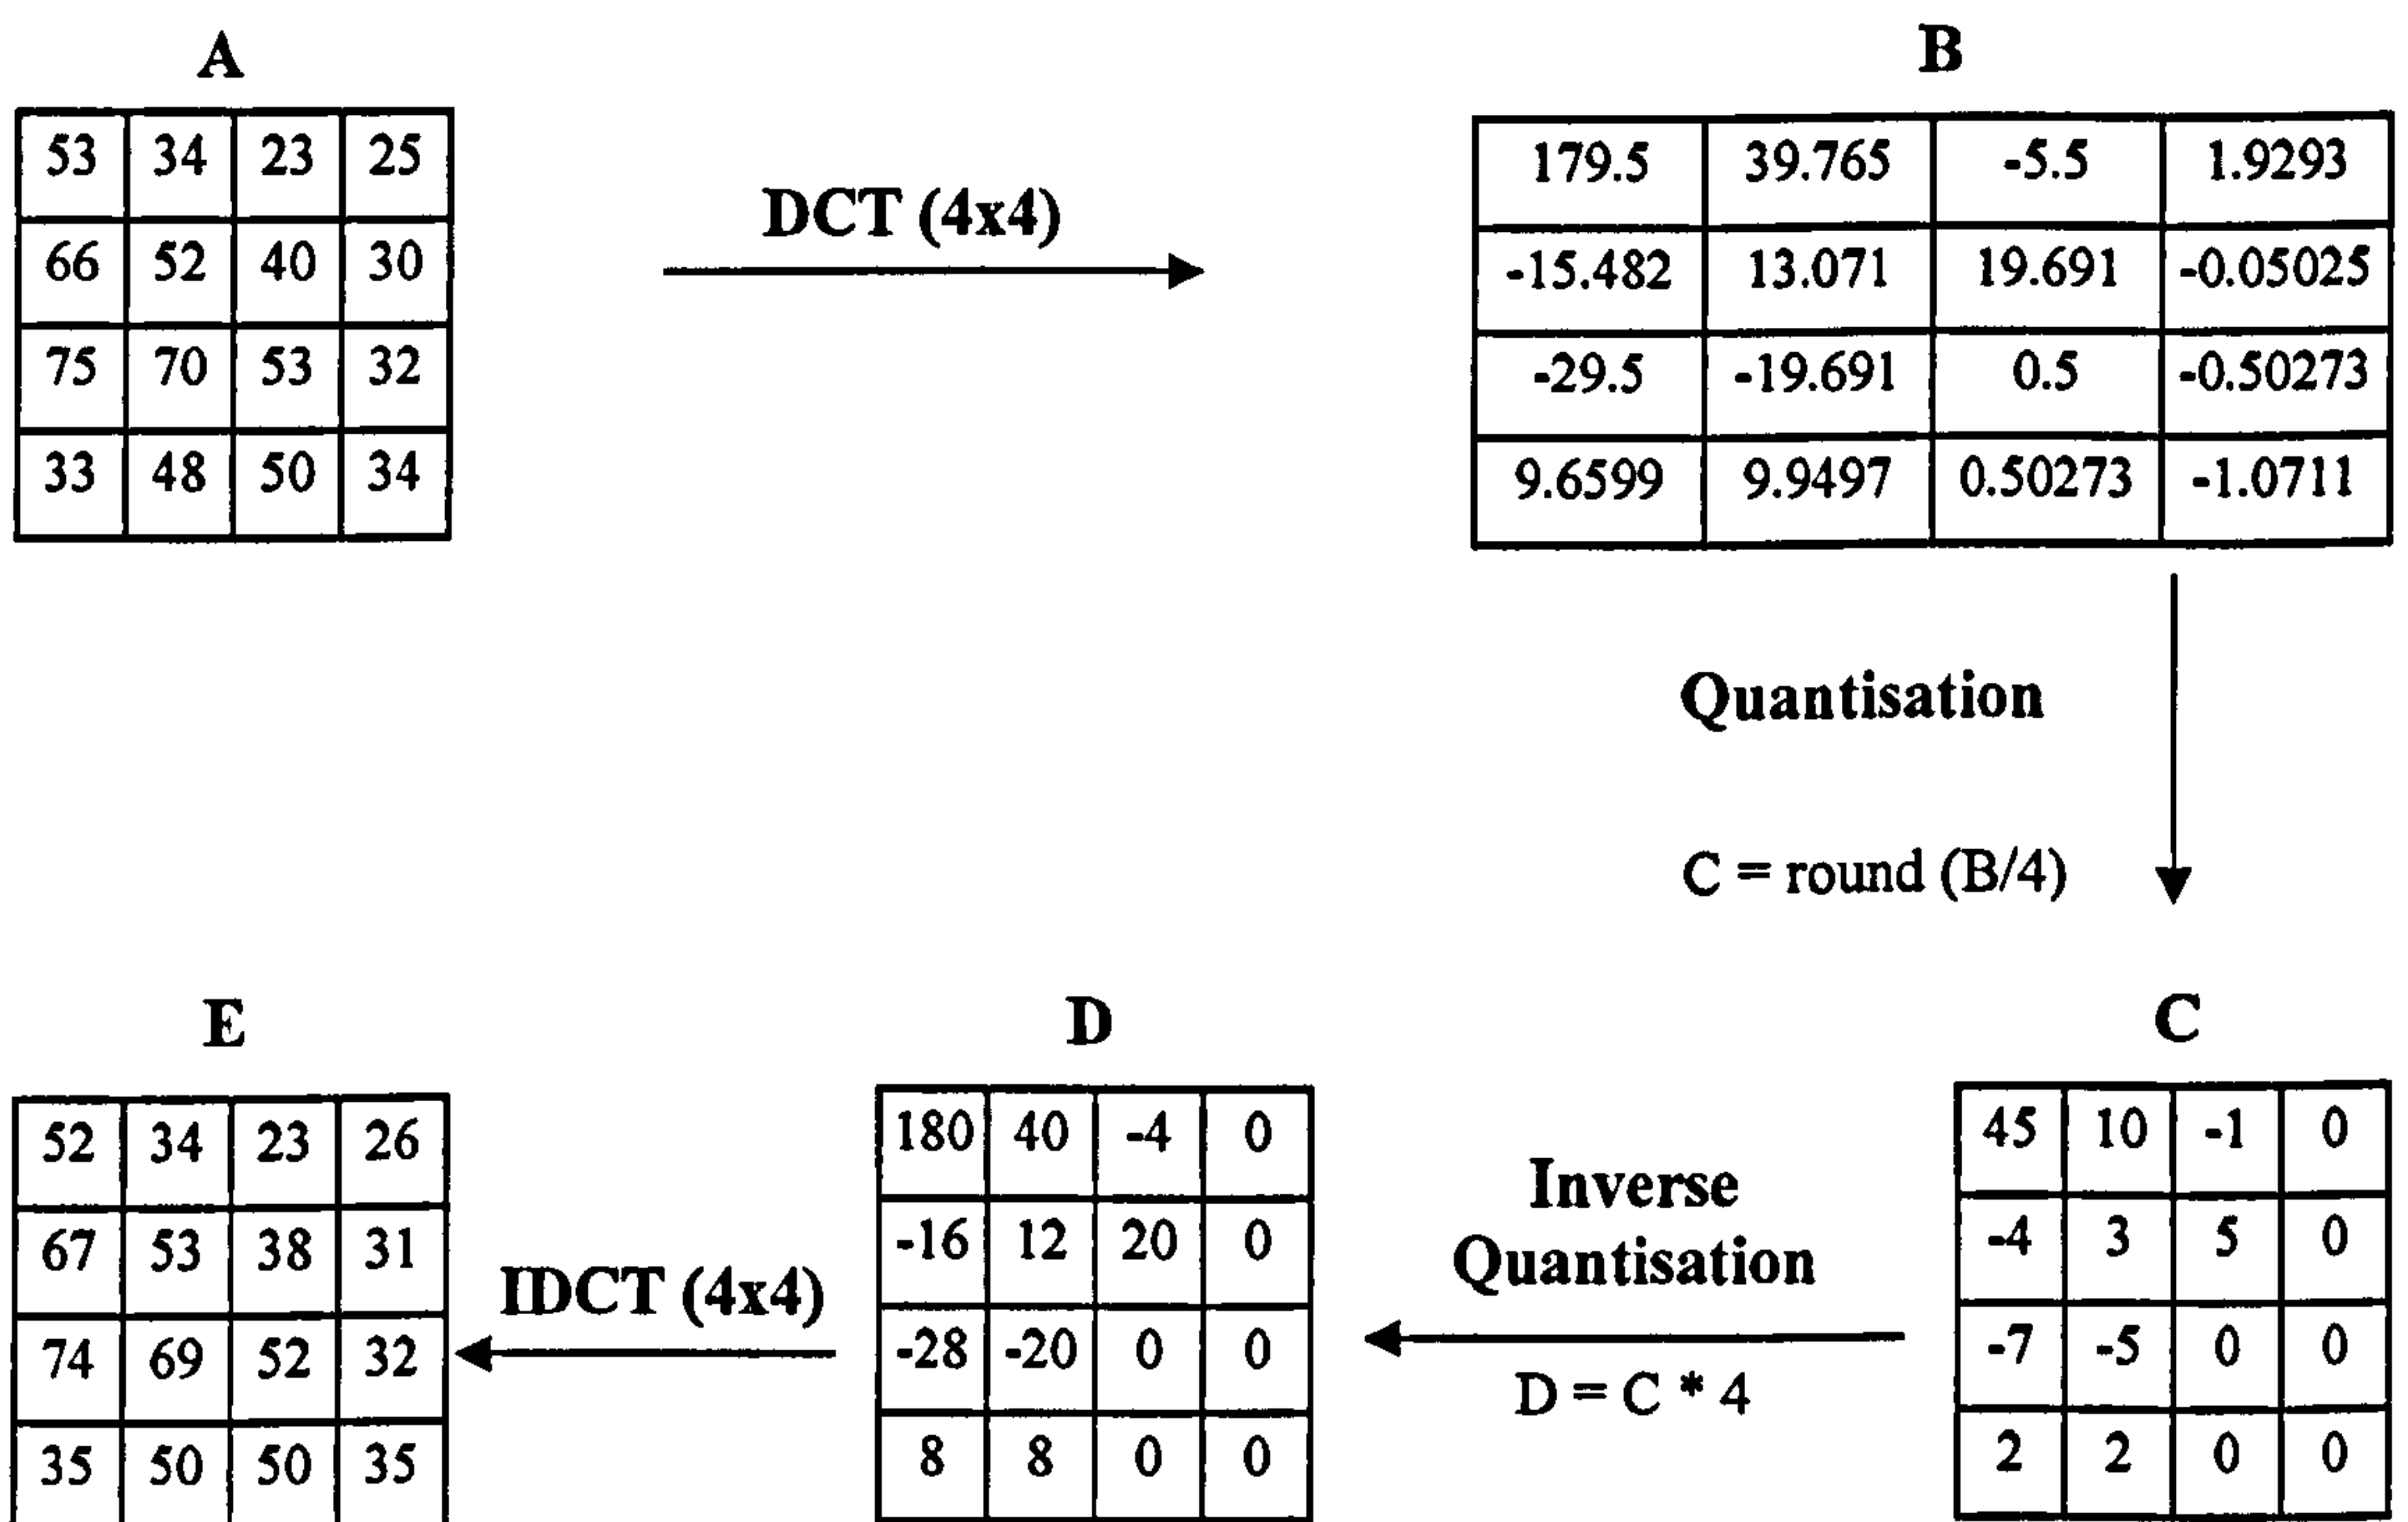 A
53 34 23 25
66 52 40 30
75 70 53 32
33 48 50 34
DCT (4x4)
B
179.5 39.765 -5.5 1.9293
-15.482 13.071 19.691 -0.05025
-29.5 -19.691 0.5 -0.50273
9.6599 9.9497 0.50273 -1.0711
Quantisation
C = round (B/4)
C
45 10 -1 0
-4 3 5 0
-7 -5 0 0
2 2 0 0
Inverse
Quantisation
D = C * 4
D
180 40 -4 0
-16 12 20 0
-28 -20 0 0
8 8 0 0
IDCT (4x4)
E
52 34 23 26
67 53 38 31
74 69 52 32
35 50 50 35